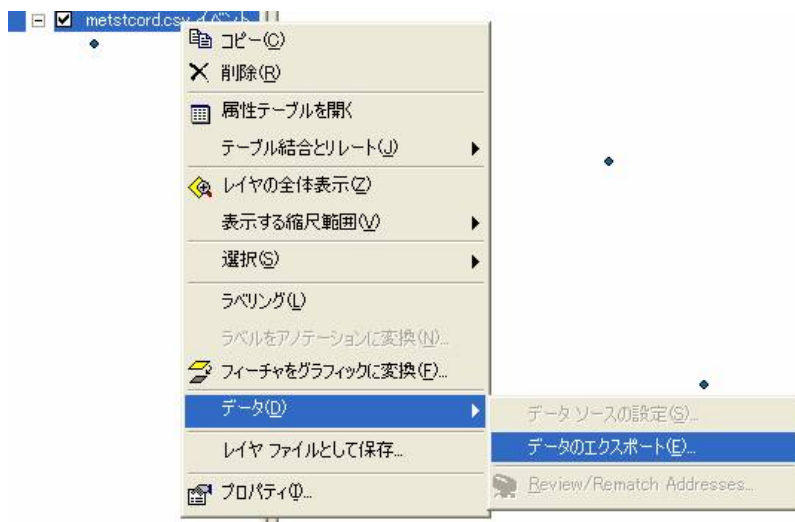 metstcord.csv イベント
コピー(C)
削除(R)
属性テーブルを開く
テーブル結合とリレート(J)
レイヤの全体表示(Z)
表示する縮尺範囲(V)
選択(S)
ラベリング(L)
ラベルをアノテーションに変換(N)...
フィーチャをグラフィックに変換(F)...
データ(D)
データ ソースの設定(S)...
データのエクスポート(E)...
Review/Rematch Addresses...
レイヤ ファイルとして保存...
プロパティ(I)...